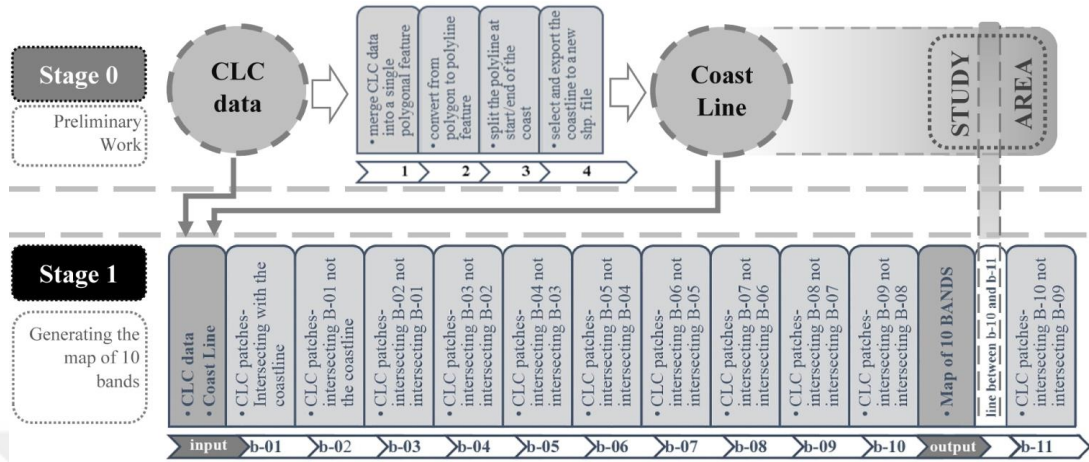 Stage 0
Preliminary
Work
CLC
data
• merge CLC data
into a single
polygonal feature
• convert from
polygon to polyline
feature
• split the polyline at
start/end of the
coast
• select and export the
coastline to a new
shp. file
1
2
3
4
Coast
Line
STUDY
AREA
Stage 1
Generating the
map of 10
bands
• CLC data
• Coast Line
• CLC patches-
Intersecting with the
coastline
• CLC patches-
intersecting B-01 not
the coastline
• CLC patches-
intersecting B-02 not
intersecting B-01
• CLC patches-
intersecting B-03 not
intersecting B-02
• CLC patches-
intersecting B-04 not
intersecting B-03
• CLC patches-
intersecting B-05 not
intersecting B-04
• CLC patches-
intersecting B-06 not
intersecting B-05
• CLC patches-
intersecting B-07 not
intersecting B-06
• CLC patches-
intersecting B-08 not
intersecting B-07
• CLC patches-
intersecting B-09 not
intersecting B-08
• Map of 10 BANDS
line between b-10 and b-11
• CLC patches-
intersecting B-10 not
intersecting B-09
input
b-01
b-02
b-03
b-04
b-05
b-06
b-07
b-08
b-09
b-10
output
b-11